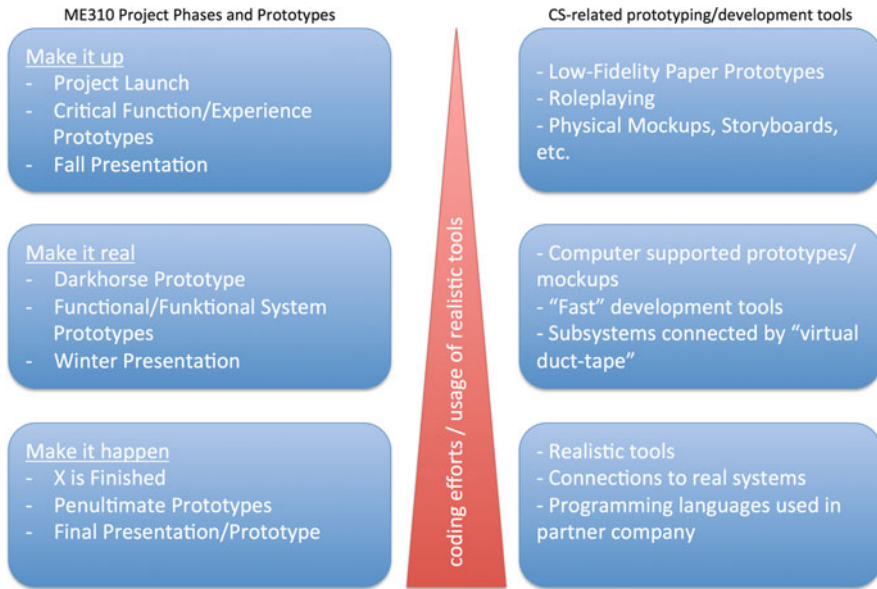 ME310 Project Phases and Prototypes
Make it up
- Project Launch
- Critical Function/Experience
Prototypes
- Fall Presentation
Make it real
- Darkhorse Prototype
- Functional/Funktional System
Prototypes
- Winter Presentation
Make it happen
- X is Finished
- Penultimate Prototypes
- Final Presentation/Prototype
coding efforts / usage of realistic tools
CS-related prototyping/development tools
- Low-Fidelity Paper Prototypes
- Roleplaying
- Physical Mockups, Storyboards,
etc.
- Computer supported prototypes/
mockups
- “Fast” development tools
- Subsystems connected by “virtual
duct-tape”
- Realistic tools
- Connections to real systems
- Programming languages used in
partner company